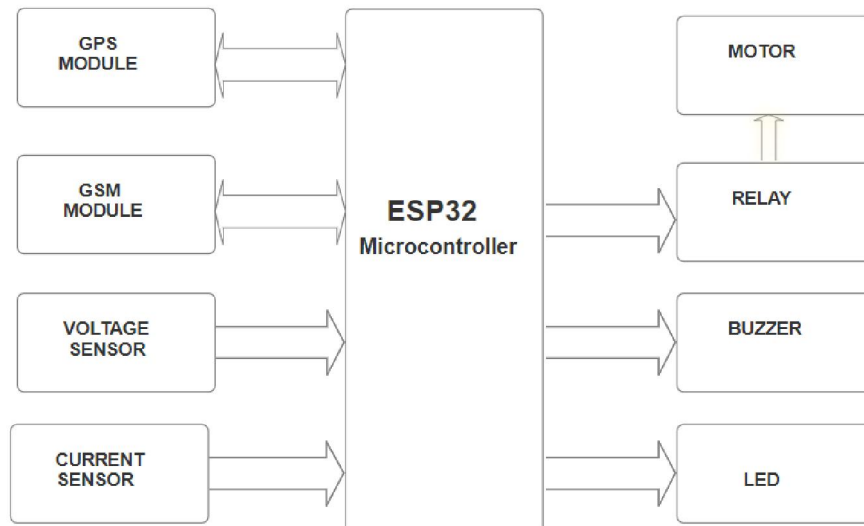 GPS
MODULE
GSM
MODULE
VOLTAGE
SENSOR
CURRENT
SENSOR
ESP32
Microcontroller
MOTOR
RELAY
BUZZER
LED